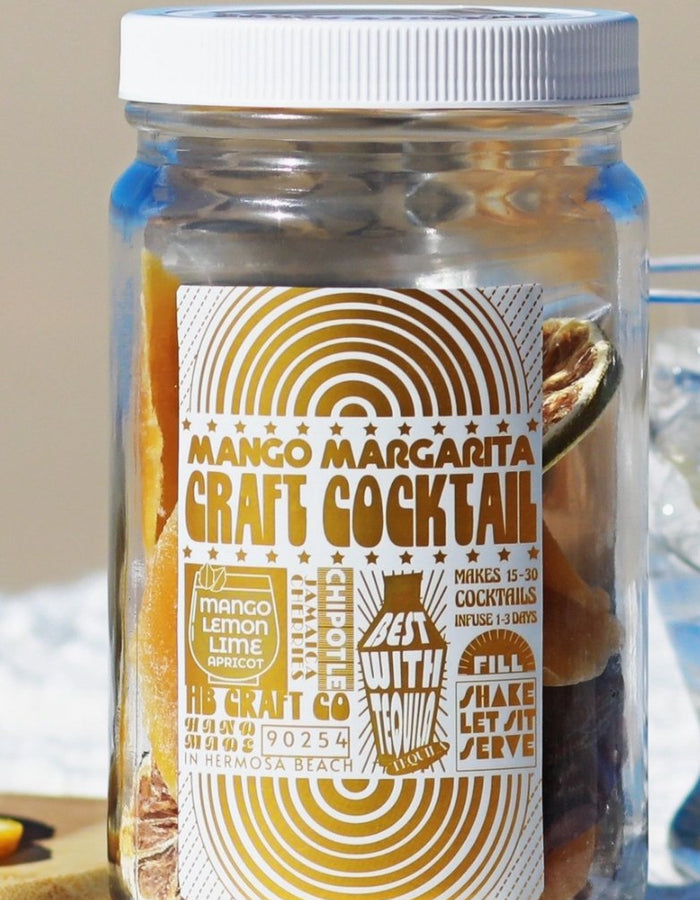 MANGO MARGARITA
CRAFT COCKTAIL
MANGO
LEMON
LIME
APRICOT
CHERRIES
JAMAICA
CHIPOTLE
HB CRAFT CO
HAND
MADE
90254
IN HERMOSA BEACH
BEST
WITH
TEQUILA
TEQUILA
MAKES 15-30
COCKTAILS
INFUSE 1-3 DAYS
FILL
SHAKE
LET SIT
SERVE